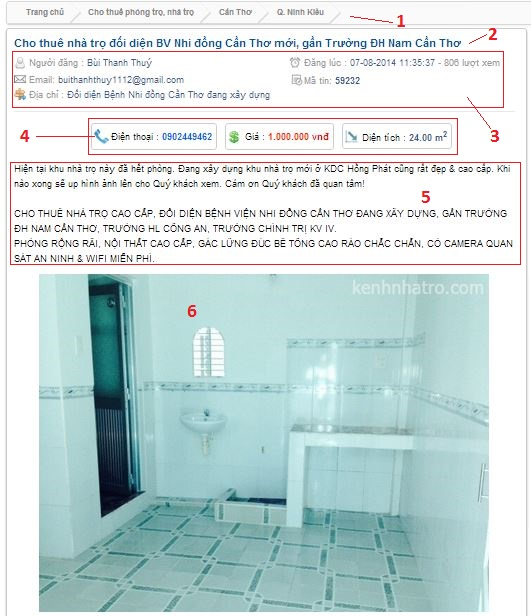 Trang chủ Cho thuê phòng trọ, nhà trọ Cần Thơ Q. Ninh Kiều 1
Cho thuê nhà trọ đối diện BV Nhi đồng Cần Thơ mới, gần Trường ĐH Nam Cần Thơ 2
Người đăng : Bùi Thanh Thuý Đăng lúc : 07-08-2014 11:35:37 - 806 lượt xem
Email: buithanhthuy1112@gmail.com Mã tin: 59232
Địa chỉ : Đối diện Bệnh Nhi đồng Cần Thơ đang xây dựng
3
4 Điện thoại : 0902449462 Giá : 1.000.000 vnđ Diện tích : 24.00 m²
Hiện tại khu nhà trọ này đã hết phòng. Đang xây dựng khu nhà trọ mới ở KDC Hồng Phát cũng rất đẹp & cao cấp. Khi
nào xong sẽ up hình ảnh lên cho Quý khách xem. Cám ơn Quý khách đã quan tâm!
5
CHO THUÊ NHÀ TRỌ CAO CẤP, ĐỐI DIỆN BỆNH VIỆN NHI ĐỒNG CẦN THƠ ĐANG XÂY DỰNG, GẦN TRƯỜNG
ĐH NAM CẦN THƠ, TRƯỜNG HL CÔNG AN, TRƯỜNG CHÍNH TRỊ KV IV.
PHÒNG RỘNG RÃI, NỘI THẤT CAO CẤP, GÁC LỬNG ĐÚC BÊ TÔNG CAO RÁO CHẮC CHẮN, CÓ CAMERA QUAN
SÁT AN NINH & WIFI MIỄN PHÍ.
kenhnhatro.com
6